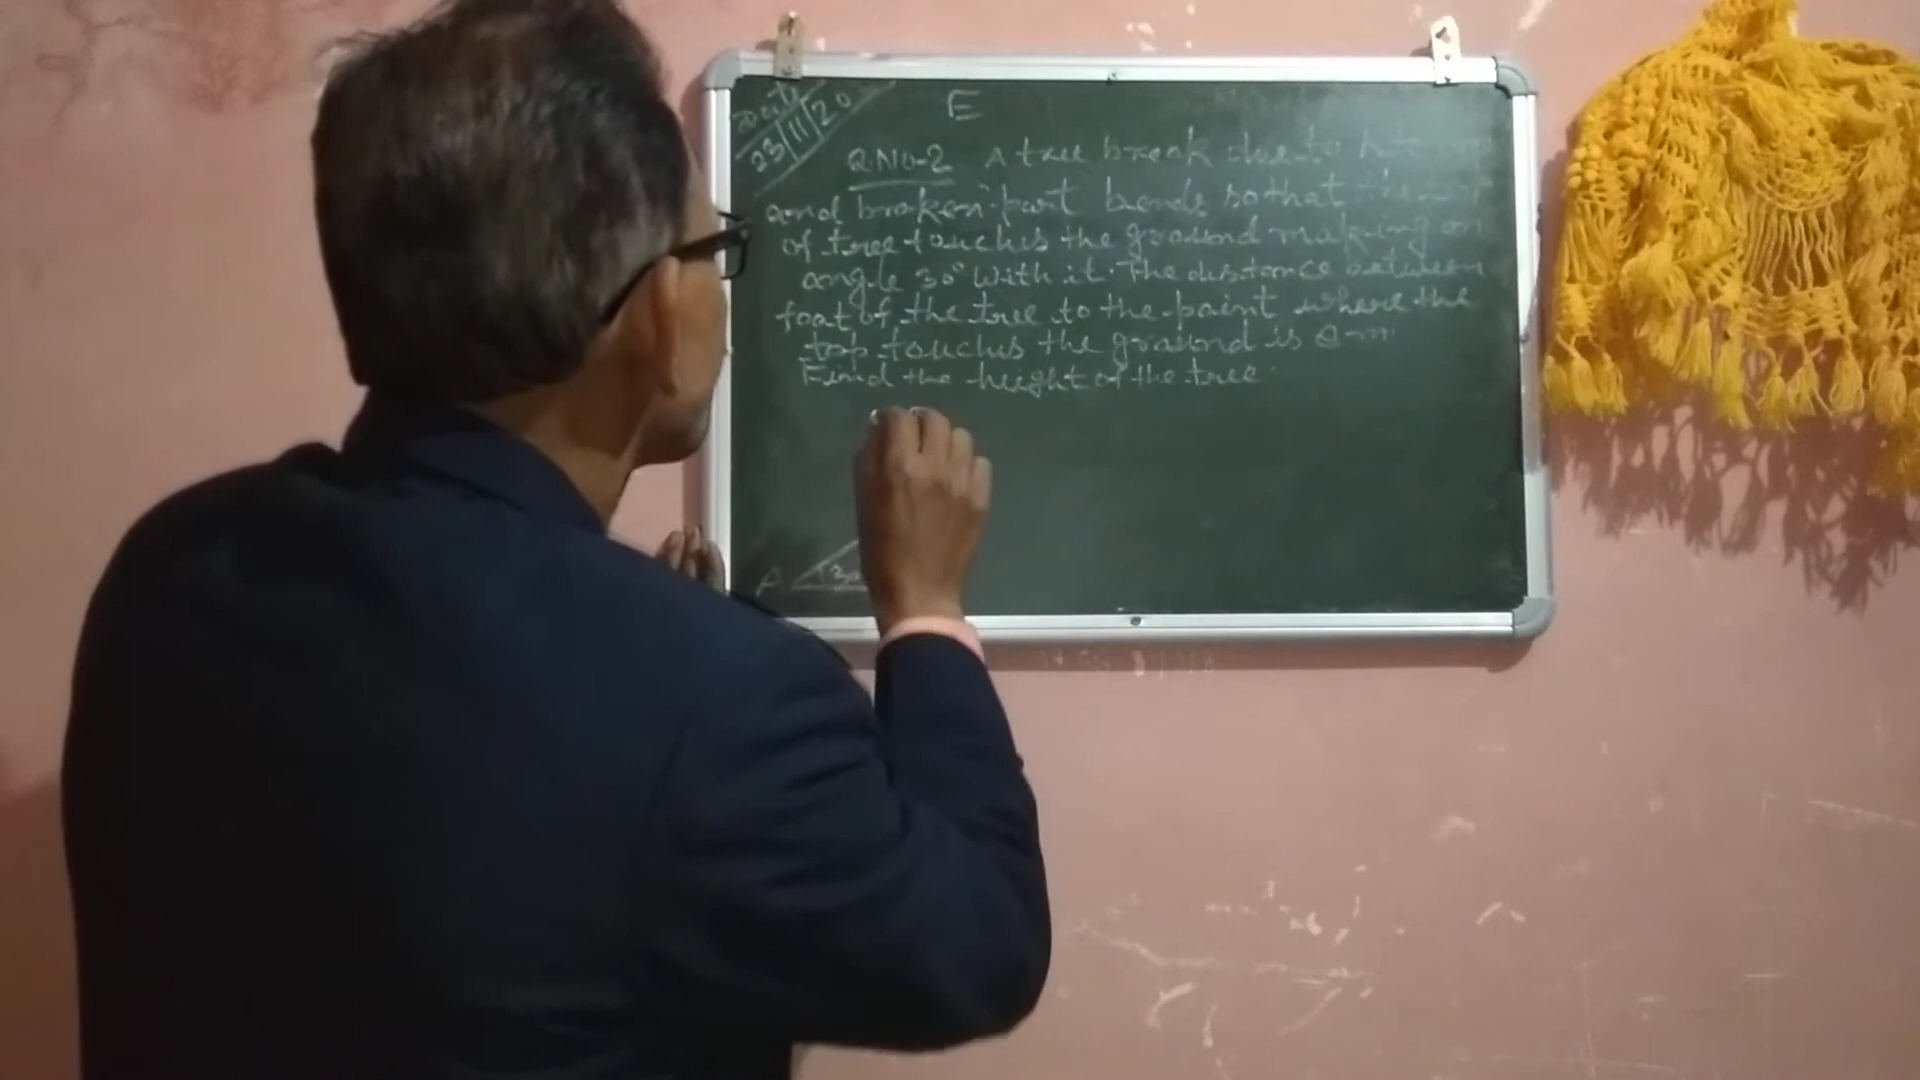 Date
23/11/20
E
Q.No-2 A tree break due to
and broken part bends so that the
of tree touches the ground making an
angle 30° with it. The distance between
foot of the tree to the point where the
top touches the ground is 8 m.
Find the height of the tree.
A 30